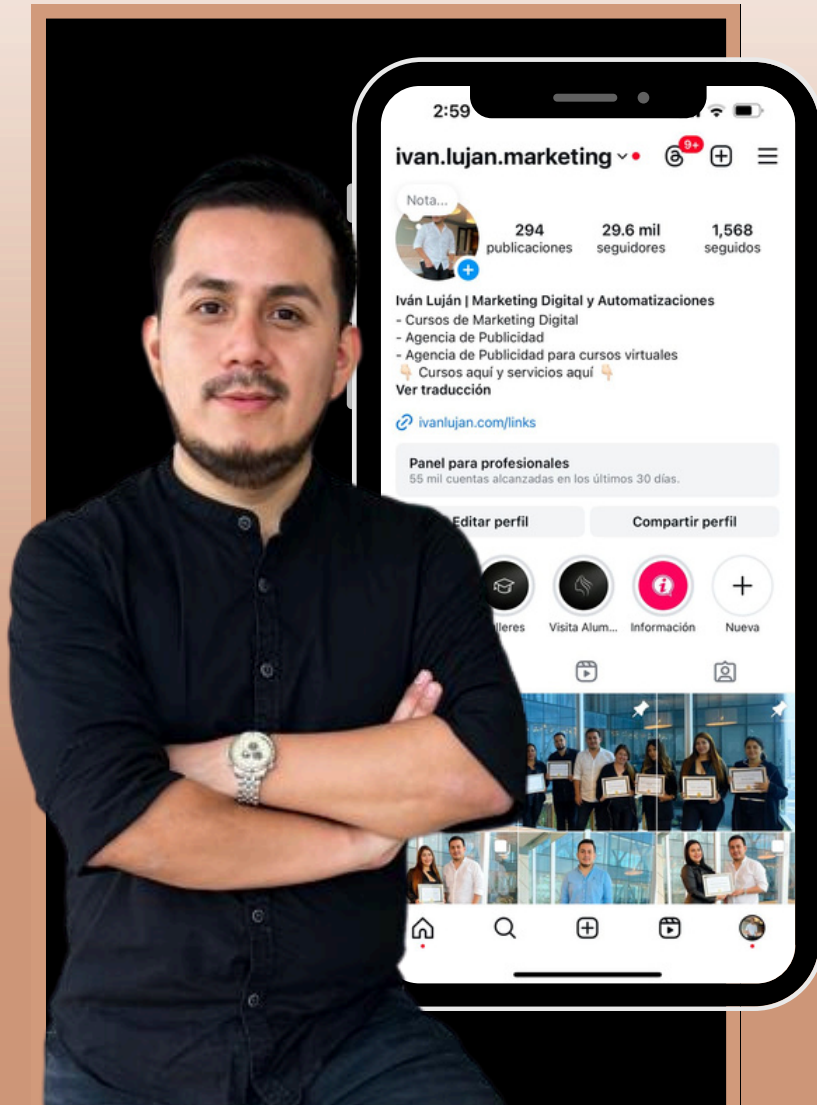 2:59
ivan.lujan.marketing
9+
Nota...
294
publicaciones
29.6 mil
seguidores
1,568
seguidos
Iván Luján | Marketing Digital y Automatizaciones
- Cursos de Marketing Digital
- Agencia de Publicidad
- Agencia de Publicidad para cursos virtuales
👇🏻 Cursos aquí y servicios aquí 👇🏻
Ver traducción
ivanlujan.com/links
Panel para profesionales
55 mil cuentas alcanzadas en los últimos 30 días.
Editar perfil
Compartir perfil
Visita Alum...
Información
Nueva